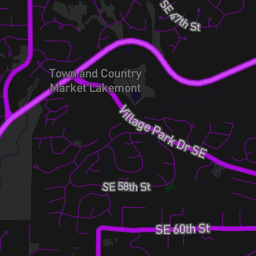 SE 47th St
Town and Country
Market Lakemont
Village Park Dr SE
SE 58th St
SE 60th St